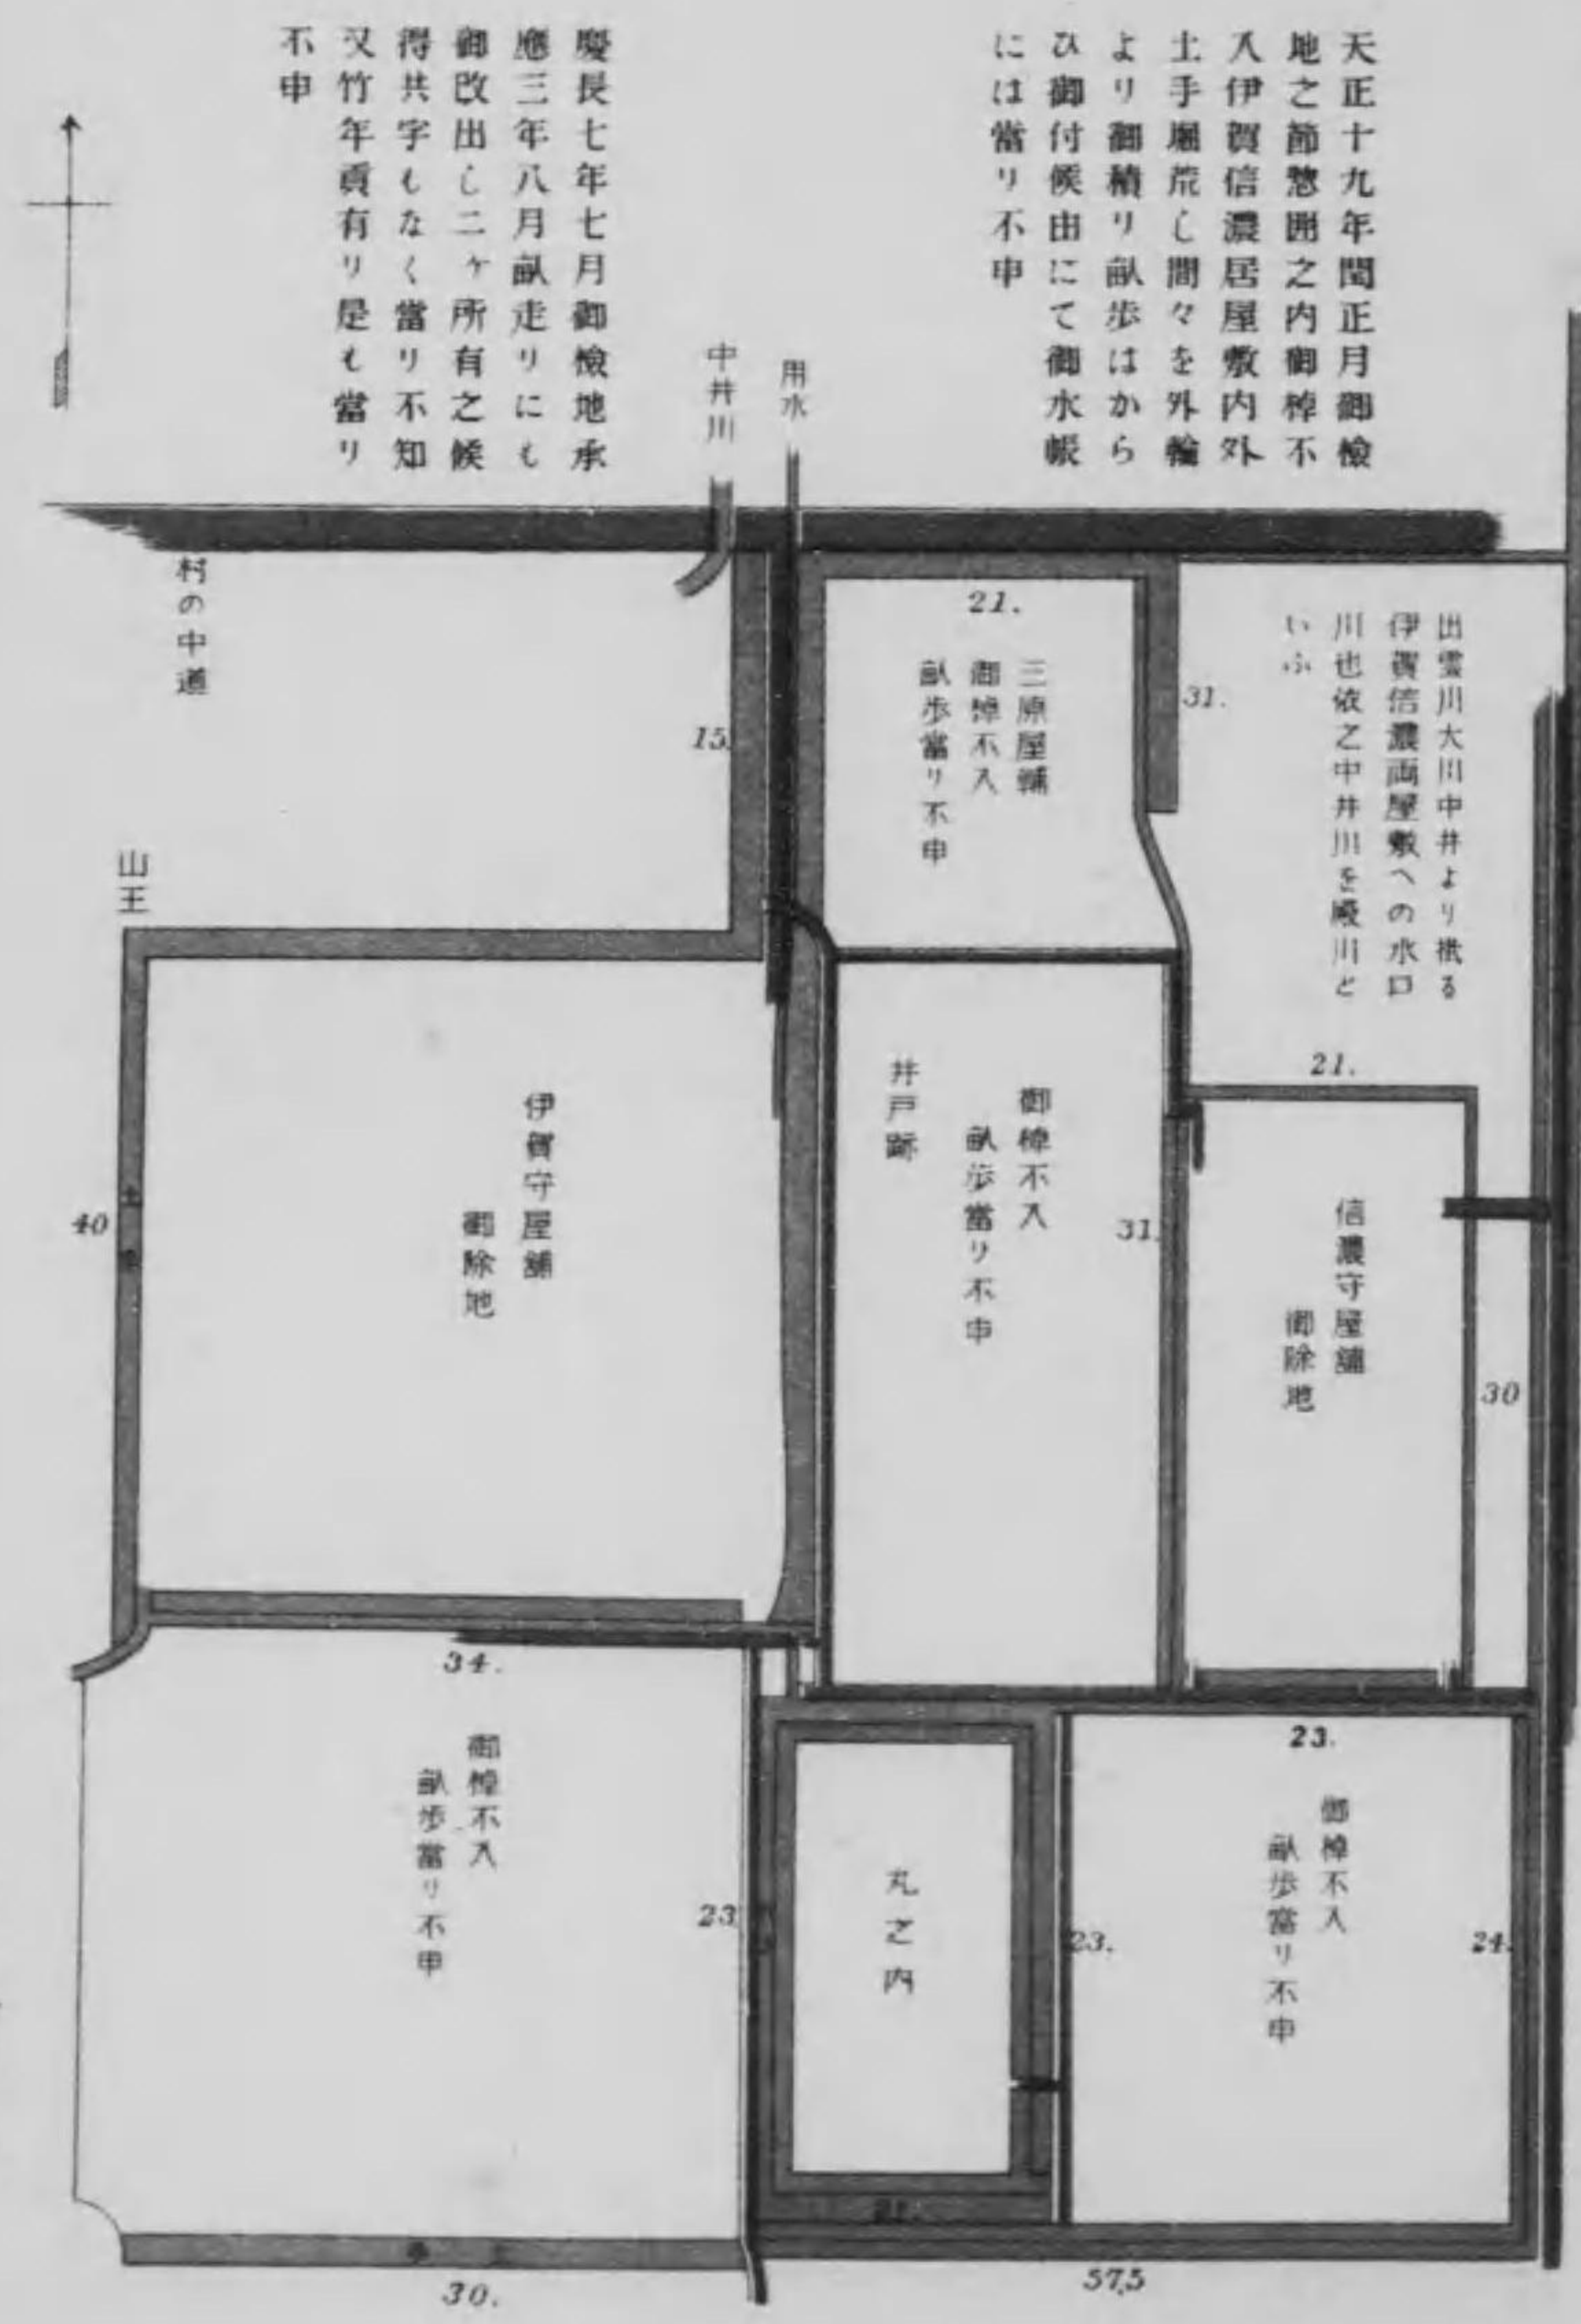 天正十九年閏正月御檢
地之節惣囲之内御棹不
入伊賀信濃居屋敷内外
土手堀荒し間々を外輪
より御積り畝歩はから
ひ御付候由にて御水帳
には當り不申
慶長七年七月御檢地承
應三年八月畝走りにも
御改出し二ヶ所有之候
得共字もなく當り不知
又竹年貢有り是も當り
不申
用水
中井川
村の中道
山王
出雲川大川中井より
伊賀信濃両屋敷への水口
川也依之中井川を殿川と
いふ
21.
三原屋舗
御棹不入
畝歩當り不申
31.
15.
21.
信濃守屋舗
御除地
30
御棹不入
畝歩當り不申
井戸跡
31.
伊賀守屋舗
御除地
40
土
34.
御棹不入
畝歩當り不申
23
30.
丸之内
23.
23.
御棹不入
畝歩當り不申
24.
57,5